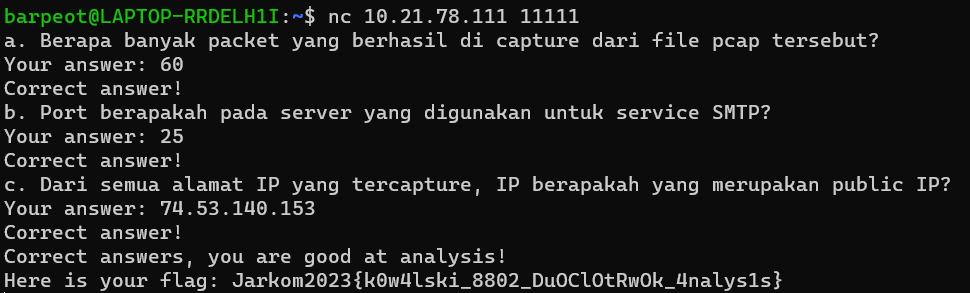 barpeot@LAPTOP-RRDELH1I:~$ nc 10.21.78.111 11111
a. Berapa banyak packet yang berhasil di capture dari file pcap tersebut?
Your answer: 60
Correct answer!
b. Port berapakah pada server yang digunakan untuk service SMTP?
Your answer: 25
Correct answer!
c. Dari semua alamat IP yang tercapture, IP berapakah yang merupakan public IP?
Your answer: 74.53.140.153
Correct answer!
Correct answers, you are good at analysis!
Here is your flag: Jarkom2023{k0w4lski_8802_DuOClOtRwOk_4nalys1s}